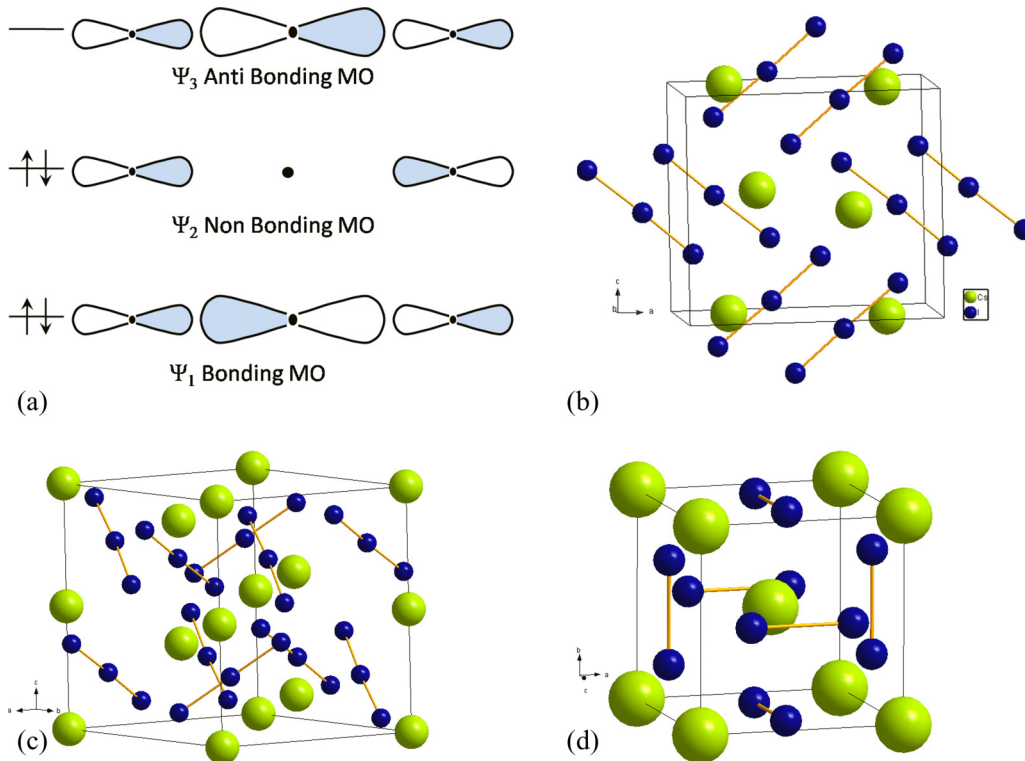 Ψ3 Anti Bonding MO
Ψ2 Non Bonding MO
Ψ1 Bonding MO
(a)
c
b
a
Cs
I
(b)
c
a
b
(c)
b
a
c
(d)